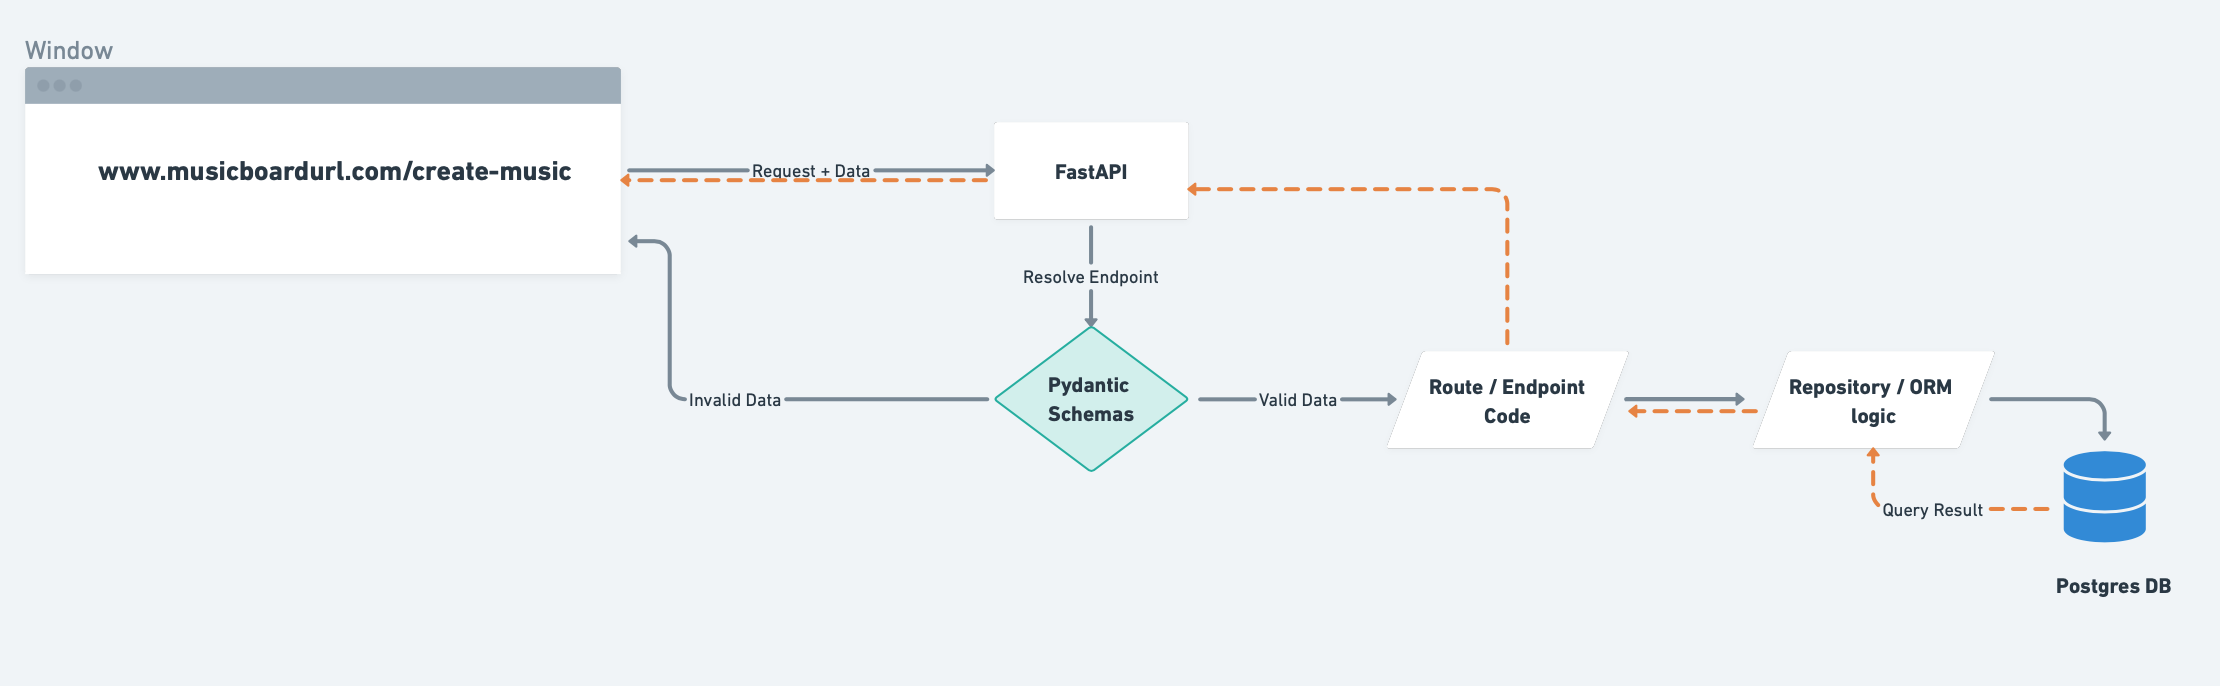 Window
www.musicboardurl.com/create-music
Request + Data
FastAPI
Resolve Endpoint
Pydantic
Schemas
Invalid Data
Valid Data
Route / Endpoint
Code
Repository / ORM
logic
Query Result
Postgres DB